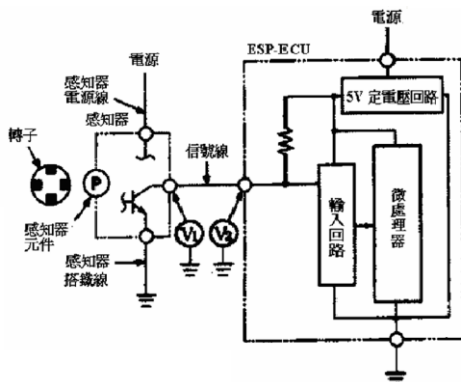 電源
ESP-ECU
電源
感知器
電源線
感知器
5V 定電壓回路
轉子
信號線
P
感知器
元件
V1
V2
輸入回路
微處理器
感知器
搭鐵線